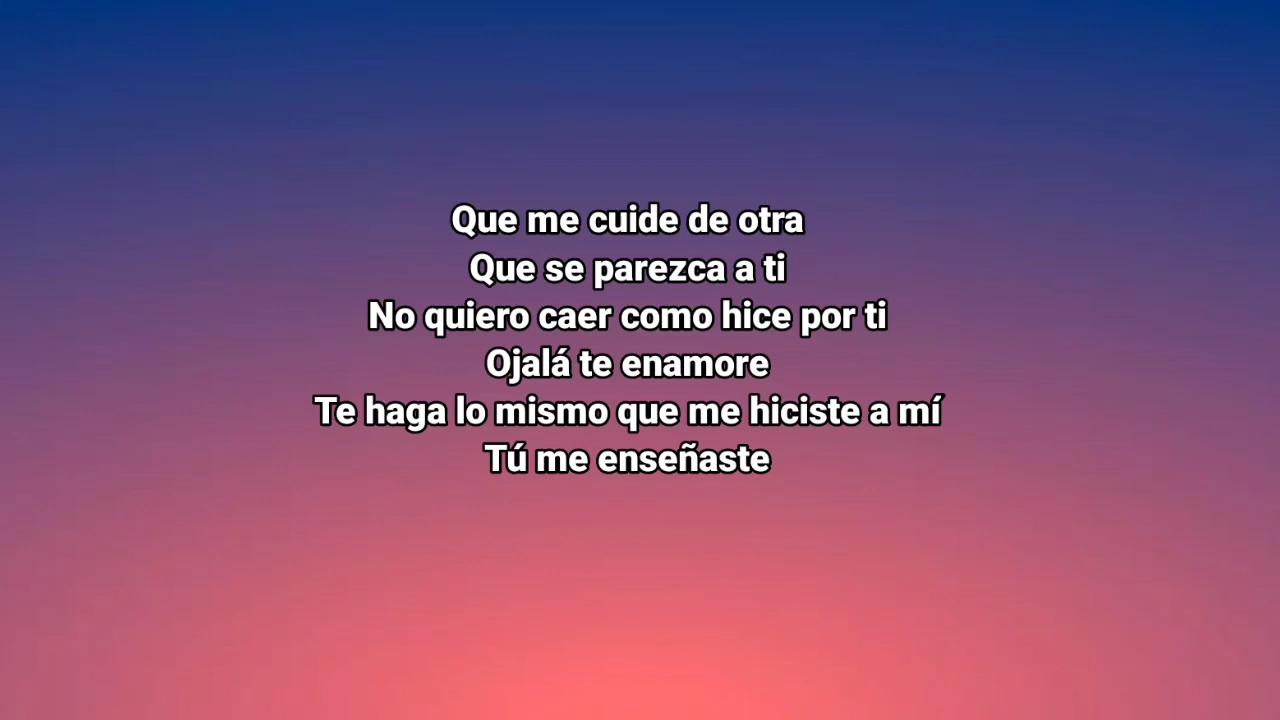 Que me cuide de otra
Que se parezca a ti
No quiero caer como hice por ti
Ojalá te enamore
Te haga lo mismo que me hiciste a mí
Tú me enseñaste